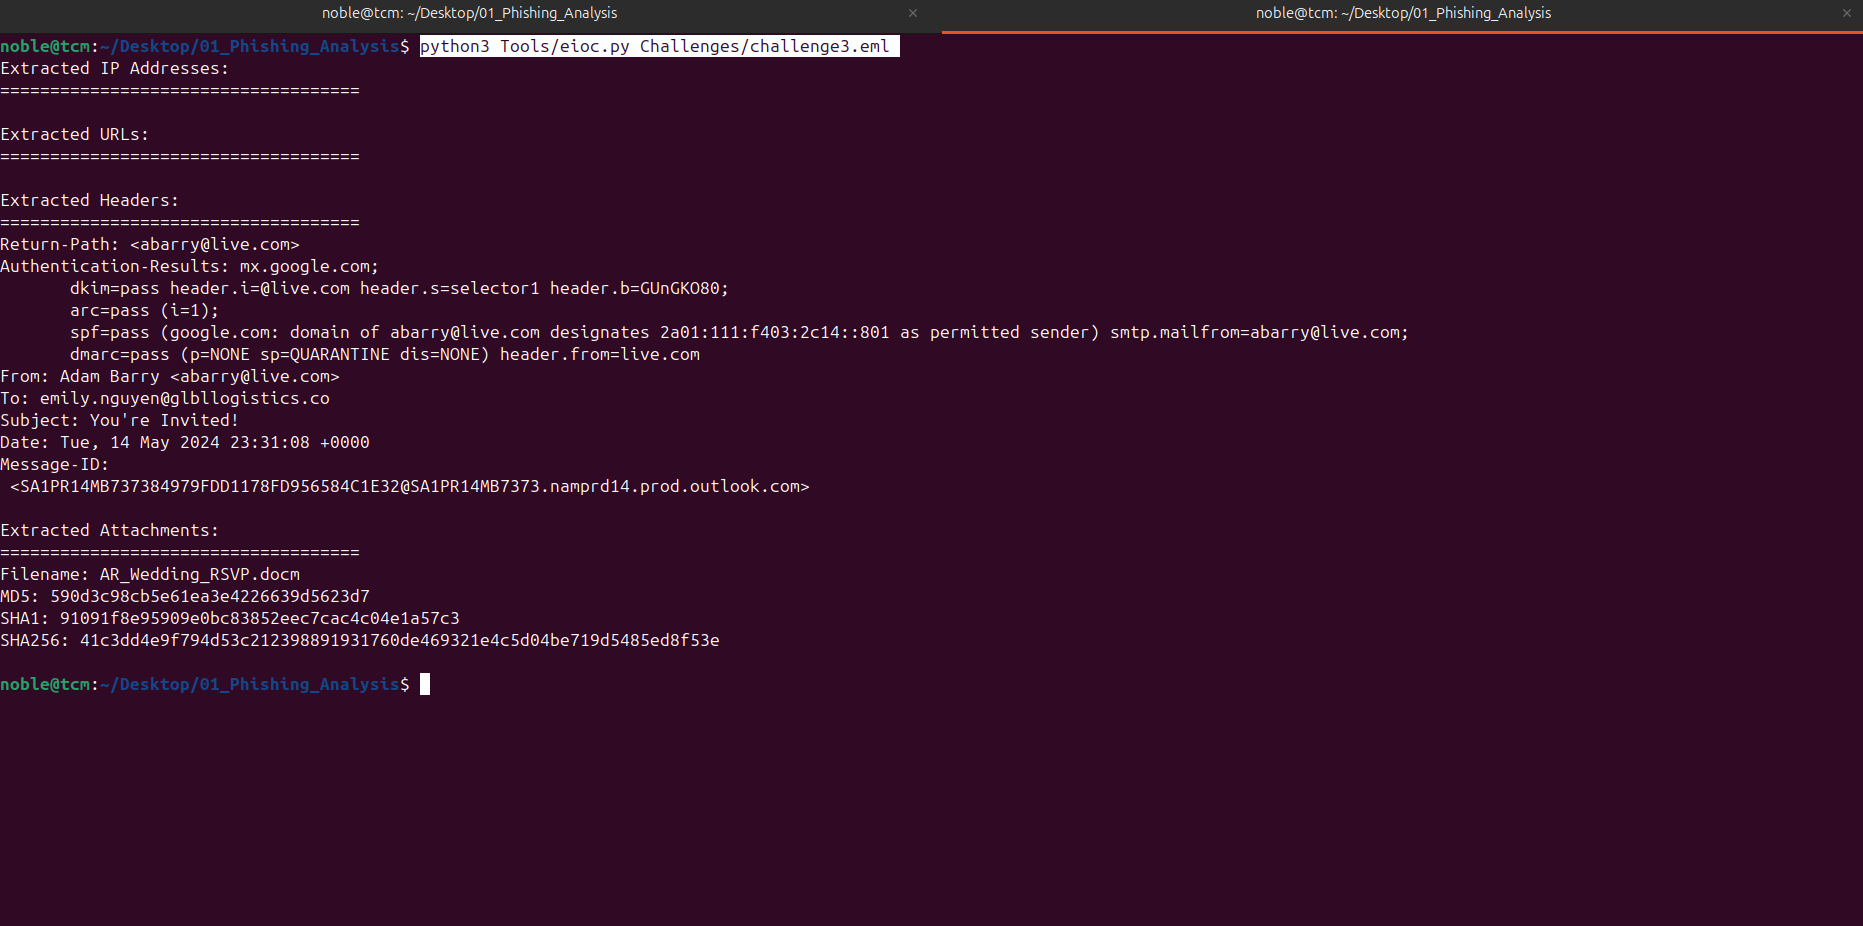 noble@tcm: ~/Desktop/01_Phishing_Analysis × noble@tcm: ~/Desktop/01_Phishing_Analysis ×
noble@tcm:~/Desktop/01_Phishing_Analysis$ python3 Tools/eioc.py Challenges/challenge3.eml
Extracted IP Addresses:
====================================
Extracted URLs:
====================================
Extracted Headers:
====================================
Return-Path: <abarry@live.com>
Authentication-Results: mx.google.com;
       dkim=pass header.i=@live.com header.s=selector1 header.b=GUnGKO80;
       arc=pass (i=1);
       spf=pass (google.com: domain of abarry@live.com designates 2a01:111:f403:2c14::801 as permitted sender) smtp.mailfrom=abarry@live.com;
       dmarc=pass (p=NONE sp=QUARANTINE dis=NONE) header.from=live.com
From: Adam Barry <abarry@live.com>
To: emily.nguyen@glbllogistics.co
Subject: You're Invited!
Date: Tue, 14 May 2024 23:31:08 +0000
Message-ID:
 <SA1PR14MB737384979FDD1178FD956584C1E32@SA1PR14MB7373.namprd14.prod.outlook.com>
Extracted Attachments:
====================================
Filename: AR_Wedding_RSVP.docm
MD5: 590d3c98cb5e61ea3e4226639d5623d7
SHA1: 91091f8e95909e0bc83852eec7cac4c04e1a57c3
SHA256: 41c3dd4e9f794d53c212398891931760de469321e4c5d04be719d5485ed8f53e
noble@tcm:~/Desktop/01_Phishing_Analysis$